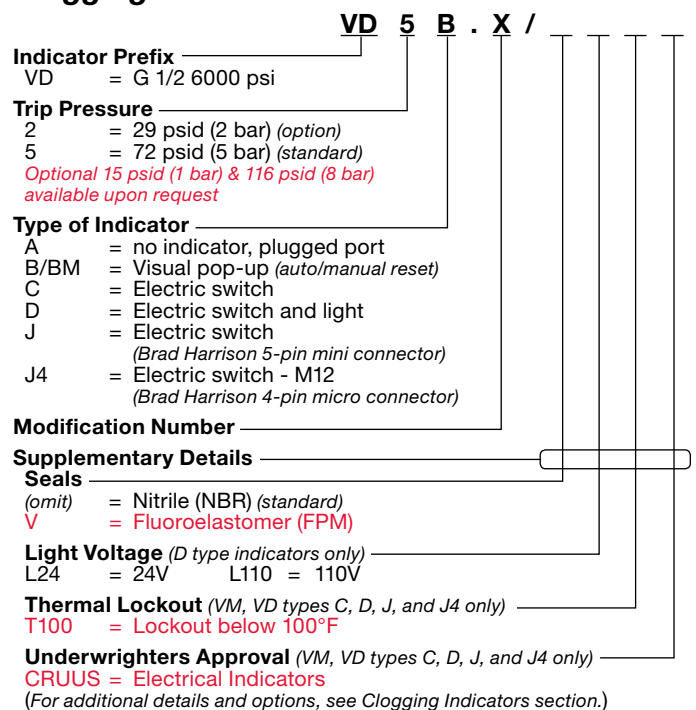 VD 5 B . X /
Indicator Prefix
VD = G 1/2 6000 psi
Trip Pressure
2 = 29 psid (2 bar) (option)
5 = 72 psid (5 bar) (standard)
Optional 15 psid (1 bar) & 116 psid (8 bar)
available upon request
Type of Indicator
A = no indicator, plugged port
B/BM = Visual pop-up (auto/manual reset)
C = Electric switch
D = Electric switch and light
J = Electric switch
(Brad Harrison 5-pin mini connector)
J4 = Electric switch - M12
(Brad Harrison 4-pin micro connector)
Modification Number
Supplementary Details
Seals
(omit) = Nitrile (NBR) (standard)
V = Fluoroelastomer (FPM)
Light Voltage (D type indicators only)
L24 = 24V L110 = 110V
Thermal Lockout (VM, VD types C, D, J, and J4 only)
T100 = Lockout below 100°F
Underwrighters Approval (VM, VD types C, D, J, and J4 only)
CRUUS = Electrical Indicators
(For additional details and options, see Clogging Indicators section.)